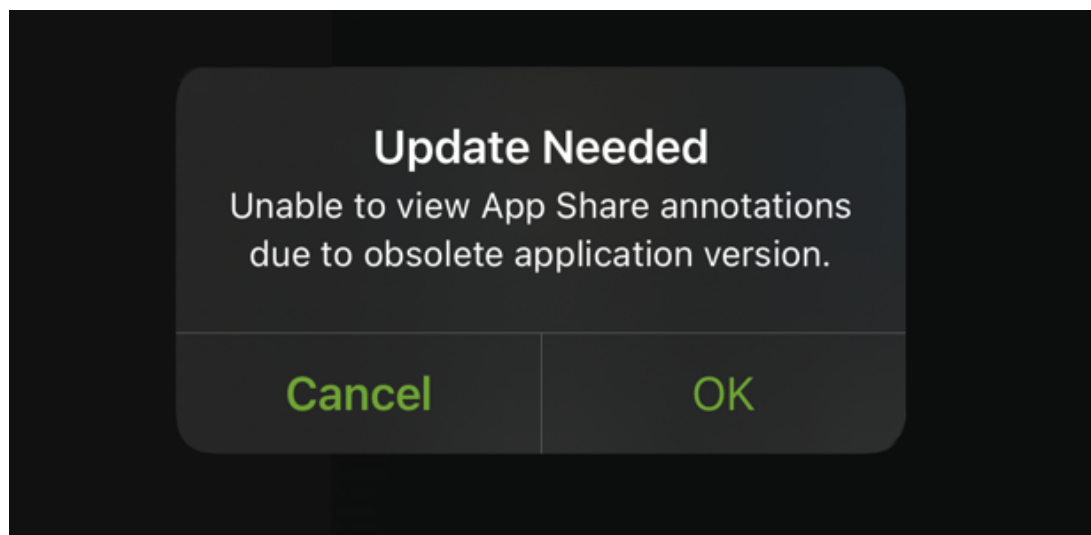 Update Needed
Unable to view App Share annotations
due to obsolete application version.
Cancel
OK